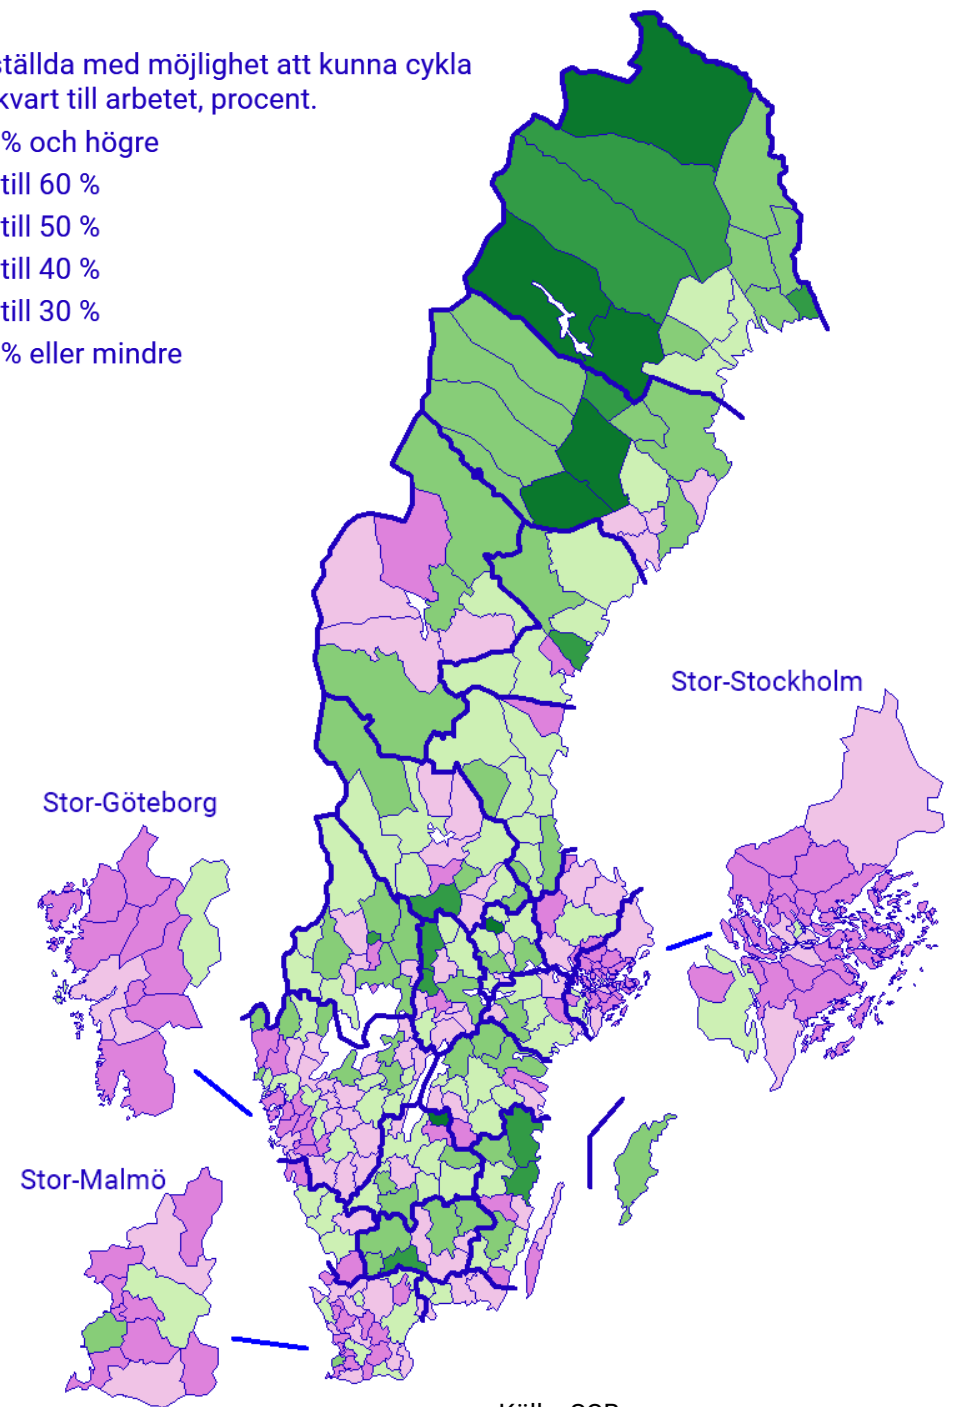 ställda med möjlighet att kunna cykla
kvart till arbetet, procent.
% och högre
till 60 %
till 50 %
till 40 %
till 30 %
% eller mindre
Stor-Stockholm
Stor-Göteborg
Stor-Malmö